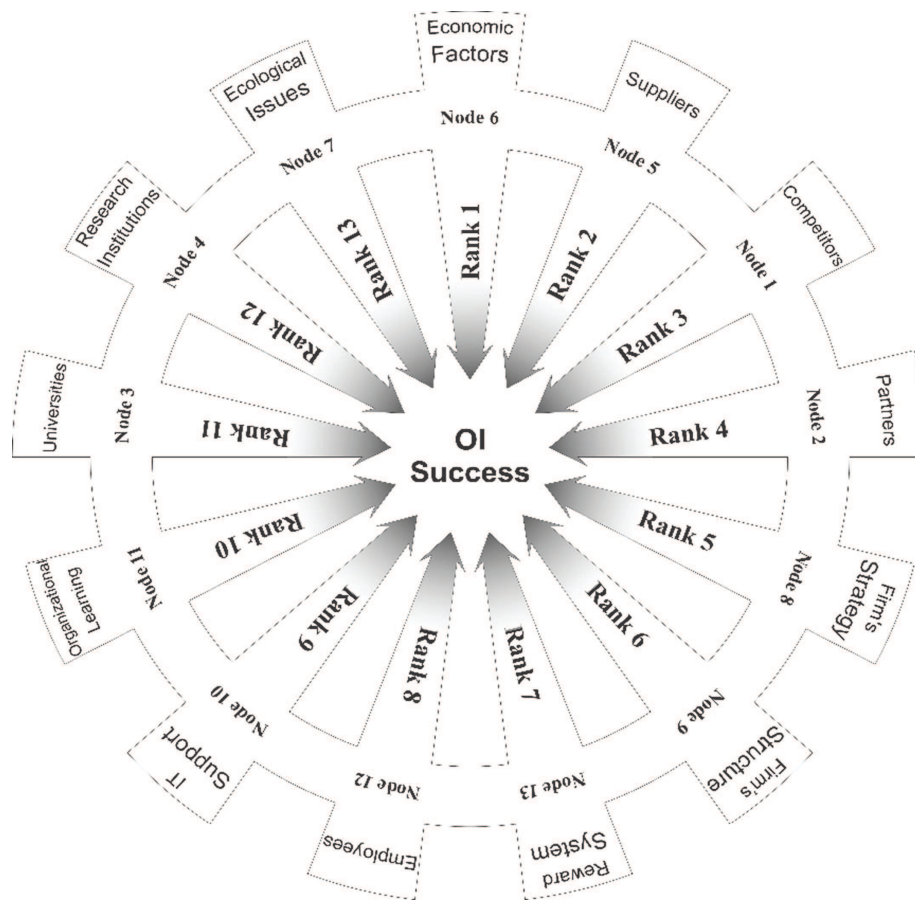 Economic
Factors
Node 6
Rank 1
Suppliers
Node 5
Rank 2
Competitors
Node 1
Rank 3
Partners
Node 2
Rank 4
Firm's
Strategy
Node 8
Rank 5
Firm's
Structure
Node 9
Rank 6
Reward
System
Node 13
Rank 7
Employees
Node 12
Rank 8
IT
Support
Node 10
Rank 9
Organizational
Learning
Node 11
Rank 10
Universities
Node 3
Rank 11
Research
Institutions
Node 4
Rank 12
Ecological
Issues
Node 7
Rank 13
OI
Success